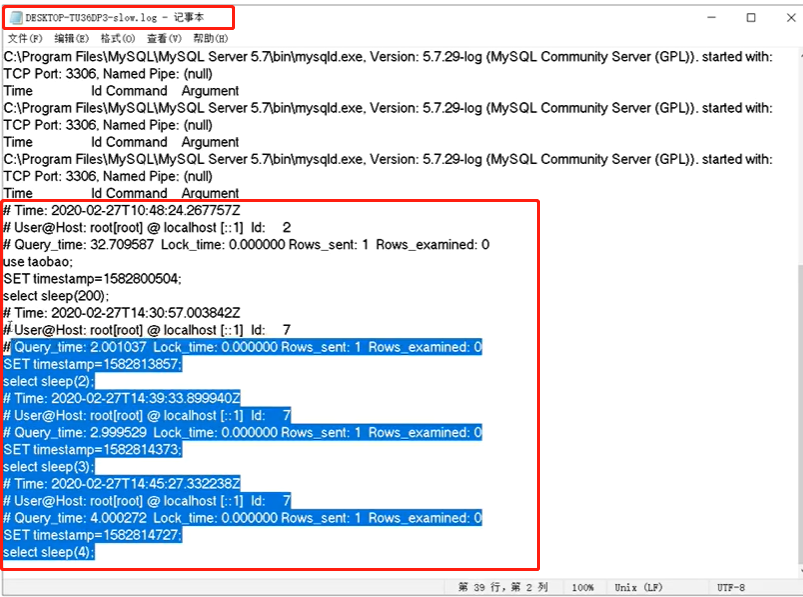 DESKTOP-TU36DP3-slow.log - 记事本
文件(F) 编辑(E) 格式(O) 查看(V) 帮助(H)
C:\Program Files\MySQL\MySQL Server 5.7\bin\mysqld.exe, Version: 5.7.29-log (MySQL Community Server (GPL)). started with:
TCP Port: 3306, Named Pipe: (null)
Time Id Command Argument
C:\Program Files\MySQL\MySQL Server 5.7\bin\mysqld.exe, Version: 5.7.29-log (MySQL Community Server (GPL)). started with:
TCP Port: 3306, Named Pipe: (null)
Time Id Command Argument
C:\Program Files\MySQL\MySQL Server 5.7\bin\mysqld.exe, Version: 5.7.29-log (MySQL Community Server (GPL)). started with:
TCP Port: 3306, Named Pipe: (null)
Time Id Command Argument
# Time: 2020-02-27T10:48:24.267757Z
# User@Host: root[root] @ localhost [::1] Id: 2
# Query_time: 32.709587 Lock_time: 0.000000 Rows_sent: 1 Rows_examined: 0
use taobao;
SET timestamp=1582800504;
select sleep(200);
# Time: 2020-02-27T14:30:57.003842Z
# User@Host: root[root] @ localhost [::1] Id: 7
# Query_time: 2.001037 Lock_time: 0.000000 Rows_sent: 1 Rows_examined: 0
SET timestamp=1582813857;
select sleep(2);
# Time: 2020-02-27T14:39:33.899940Z
# User@Host: root[root] @ localhost [::1] Id: 7
# Query_time: 2.999529 Lock_time: 0.000000 Rows_sent: 1 Rows_examined: 0
SET timestamp=1582814373;
select sleep(3);
# Time: 2020-02-27T14:45:27.332238Z
# User@Host: root[root] @ localhost [::1] Id: 7
# Query_time: 4.000272 Lock_time: 0.000000 Rows_sent: 1 Rows_examined: 0
SET timestamp=1582814727;
select sleep(4);
第 39 行，第 2 列 100% Unix (LF) UTF-8